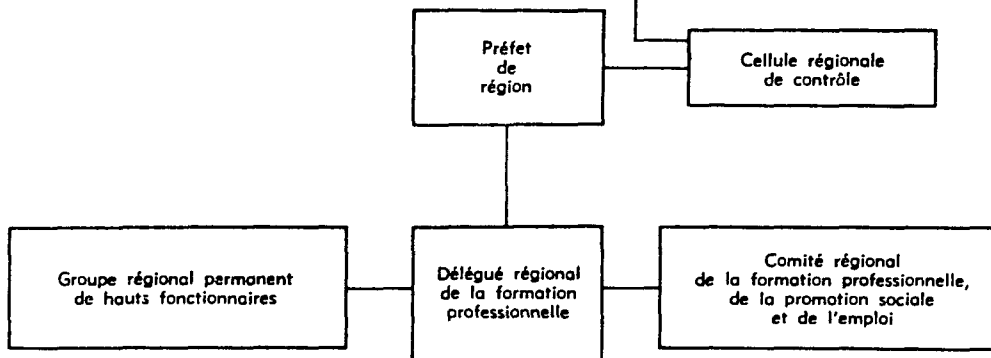 Préfet
de
région
Cellule régionale
de contrôle
Groupe régional permanent
de hauts fonctionnaires
Délégué régional
de la formation
professionnelle
Comité régional
de la formation professionnelle,
de la promotion sociale
et de l'emploi